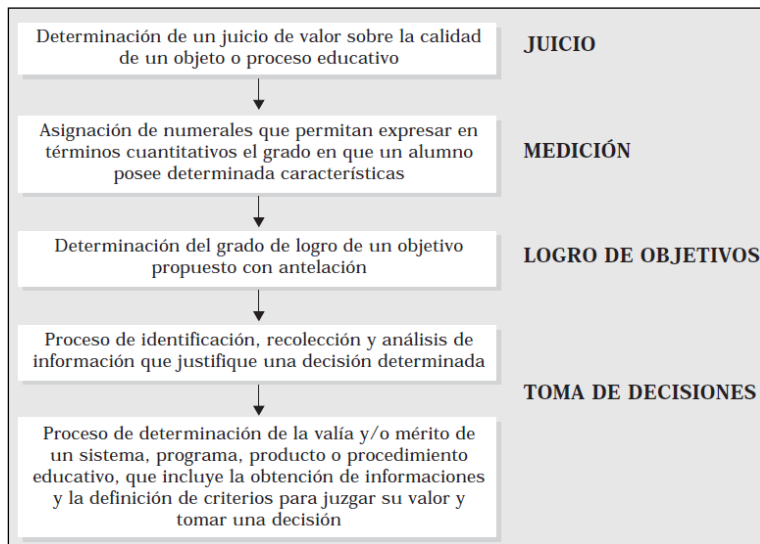 Determinación de un juicio de valor sobre la calidad
de un objeto o proceso educativo
JUICIO
Asignación de numerales que permitan expresar en
términos cuantitativos el grado en que un alumno
posee determinada características
MEDICIÓN
Determinación del grado de logro de un objetivo
propuesto con antelación
LOGRO DE OBJETIVOS
Proceso de identificación, recolección y análisis de
información que justifique una decisión determinada
TOMA DE DECISIONES
Proceso de determinación de la valía y/o mérito de
un sistema, programa, producto o procedimiento
educativo, que incluye la obtención de informaciones
y la definición de criterios para juzgar su valor y
tomar una decisión